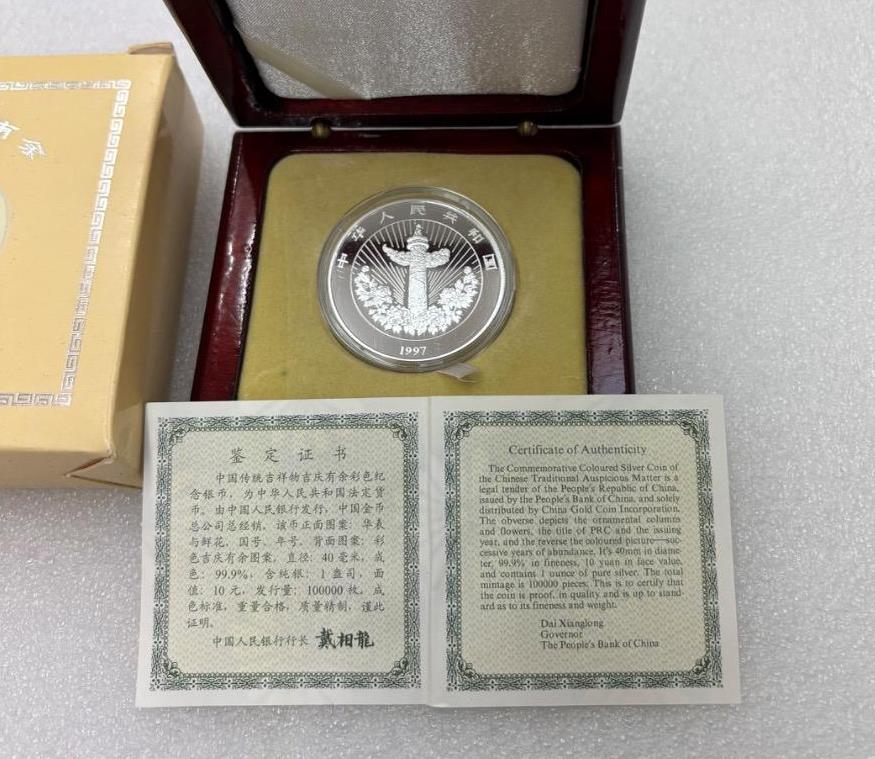 有余
中华人民共和国
1997
鉴定证书
中国传统吉祥物吉庆有余彩色纪
念银币，为中华人民共和国法定货
币。由中国人民银行发行，中国金币
总公司总经销。该币正面图案：华表
与鲜花，国号，年号。背面图案：彩
色吉庆有余图案，直径：40毫米，成
色：99.9%，含纯银：1盎司，面
值：10元，发行量：100000枚。成
色标准，重量合格，质量精制，谨此
证明。
中国人民银行行长 戴相龍
Certificate of Authenticity
The Commemorative Coloured Silver Coin of
the Chinese Traditional Auspicious Matter is a
legal tender of the People's Republic of China,
issued by the People's Bank of China, and solely
distributed by China Gold Coin Incorporation.
The obverse depicts the ornamental columns
and flowers, the title of PRC and the issuing
year, and the reverse the coloured picture—suc-
cessive years of abundance. It's 40mm in diame-
ter, 99.9% in fineness, 10 yuan in face value,
and contains 1 ounce of pure silver. The total
mintage is 100000 pieces. This is to certify that
the coin is proof, in quality and is up to stand-
ard as to its fineness and weight.
Dai Xianglong
Governor
The People's Bank of China